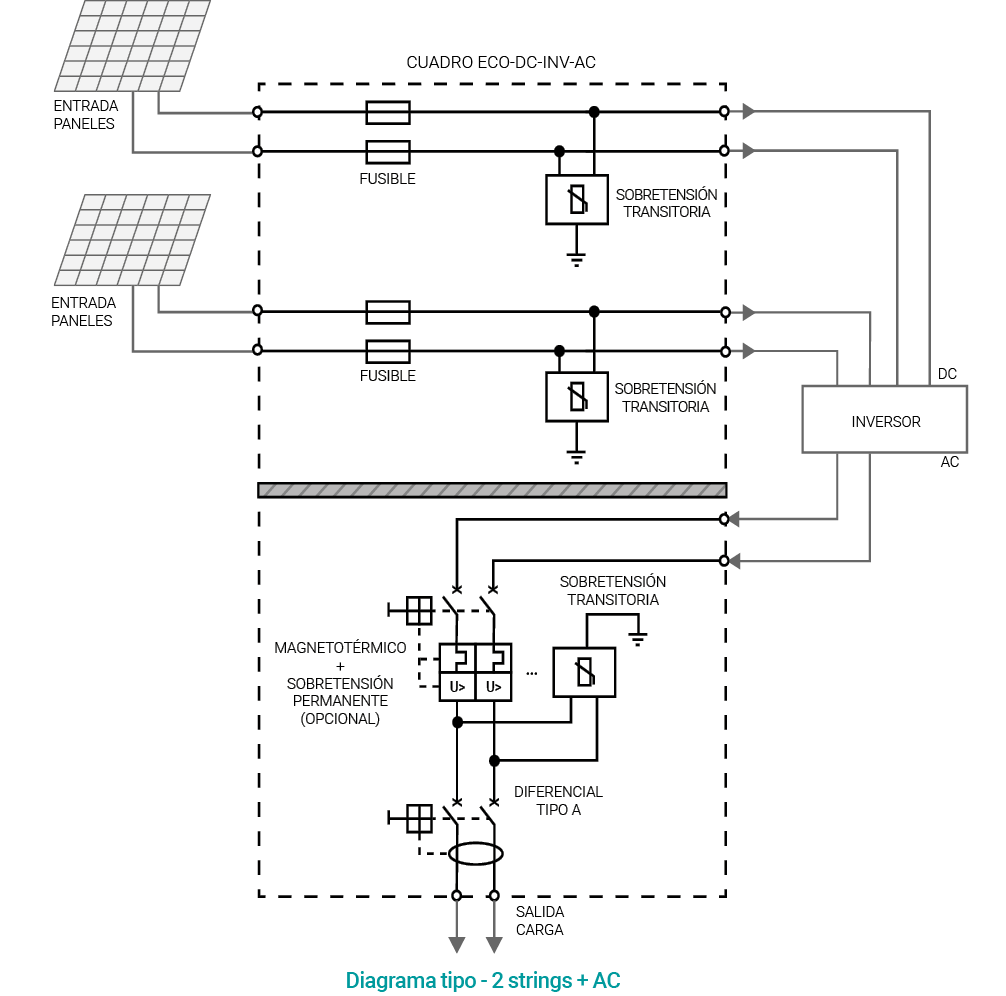 CUADRO ECO-DC-INV-AC
ENTRADA
PANELES
FUSIBLE
SOBRETENSIÓN
TRANSITORIA
ENTRADA
PANELES
FUSIBLE
SOBRETENSIÓN
TRANSITORIA
DC
INVERSOR
AC
SOBRETENSIÓN
TRANSITORIA
MAGNETOTÉRMICO
+
SOBRETENSIÓN
PERMANENTE
(OPCIONAL)
U>
U>
...
DIFERENCIAL
TIPO A
SALIDA
CARGA
Diagrama tipo - 2 strings + AC